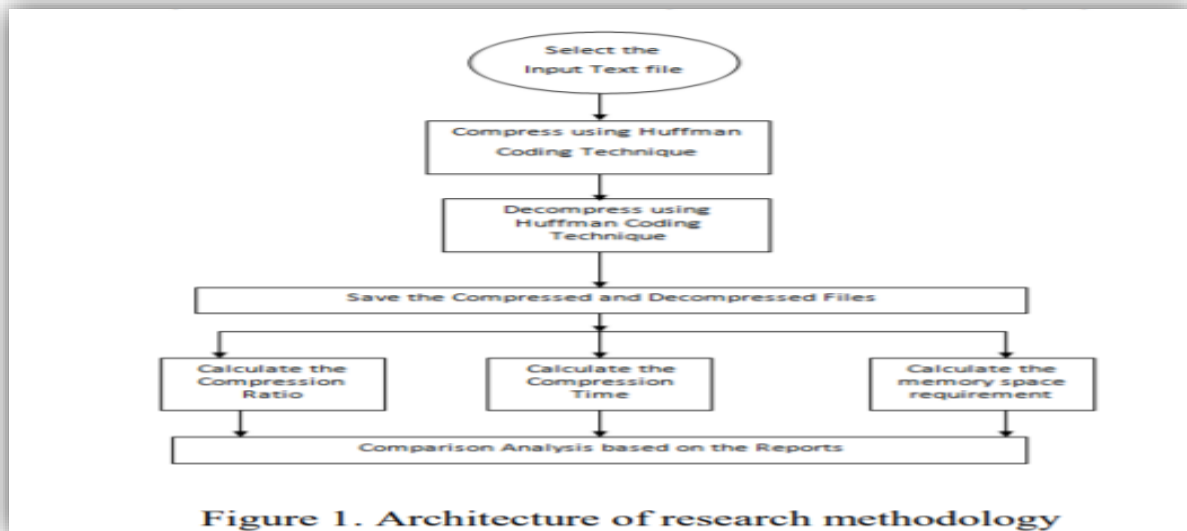 Select the
Input Text file
Compress using Huffman
Coding Technique
Decompress using
Huffman Coding
Technique
Save the Compressed and Decompressed Files
Calculate the
Compression
Ratio
Calculate the
Compression
Time
Calculate the
memory space
requirement
Comparison Analysis based on the Reports
Figure 1. Architecture of research methodology